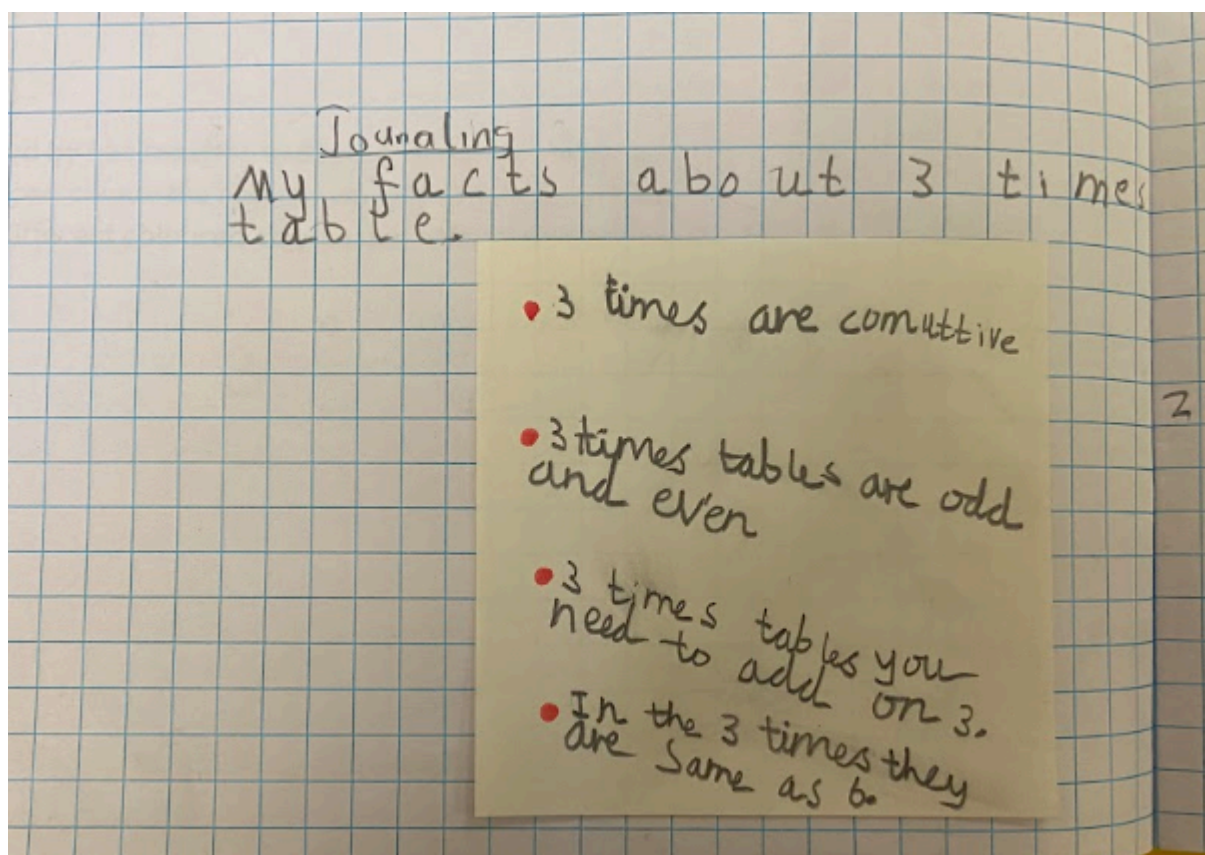 Jounaling
My facts about 3 times
table.
• 3 times are comuttive
• 3 times tables are odd
and even
• 3 times tables you
need to add on 3.
• In the 3 times they
are same as 6.
2